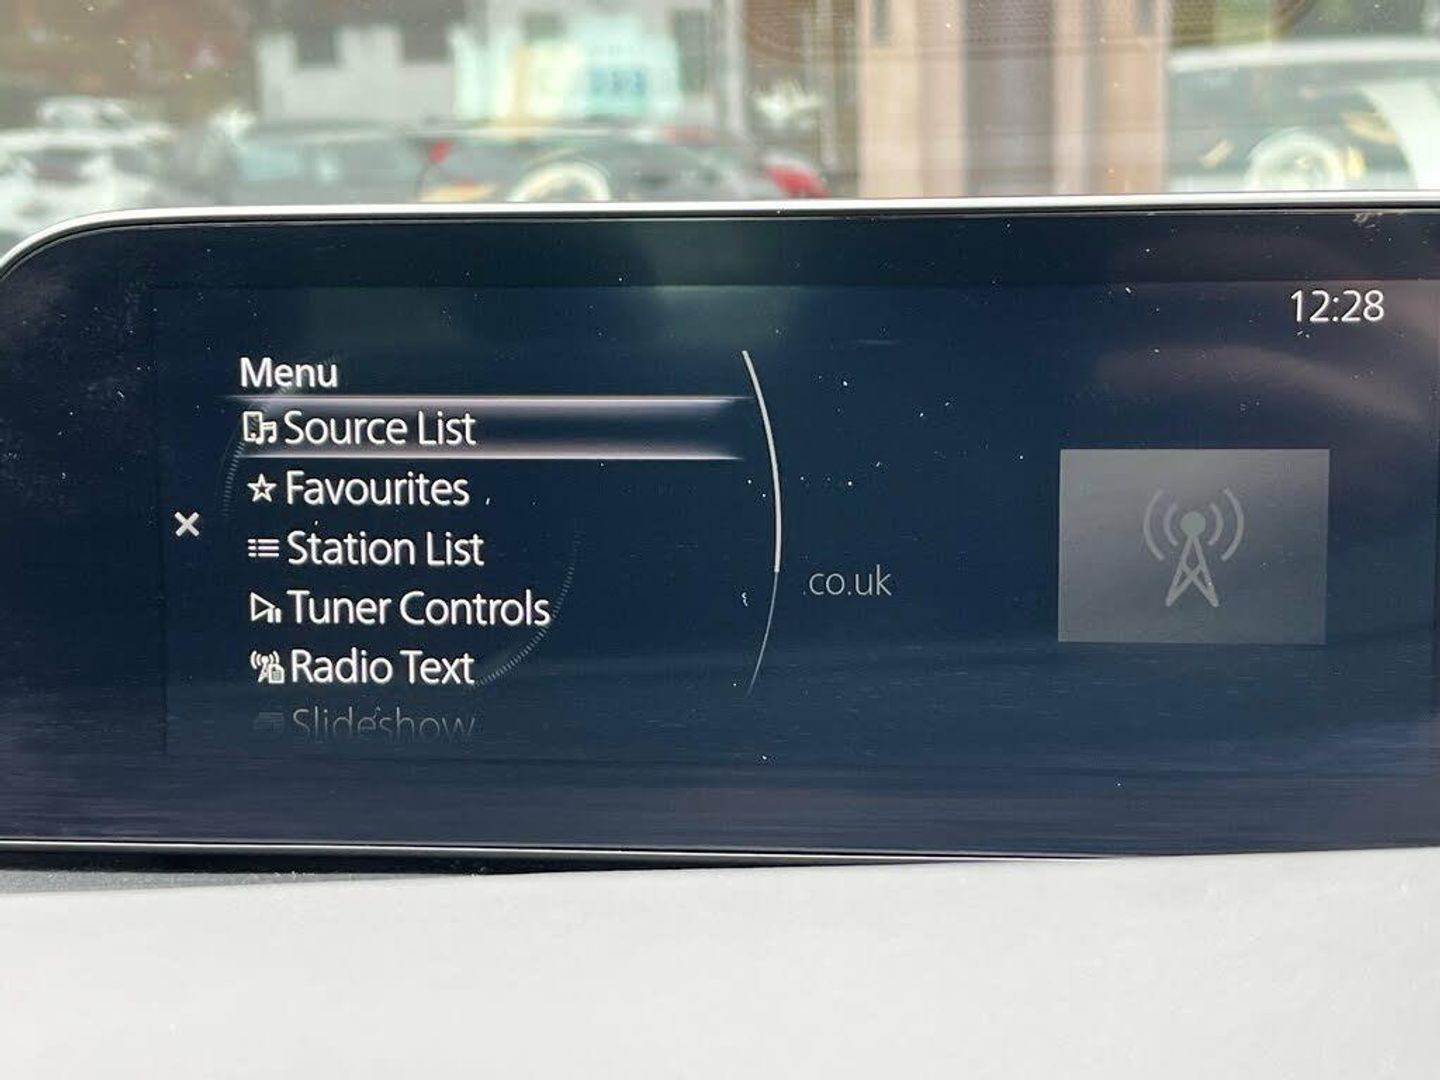 12:28
Menu
Source List
Favourites
Station List
Tuner Controls
Radio Text
Slideshow
.co.uk